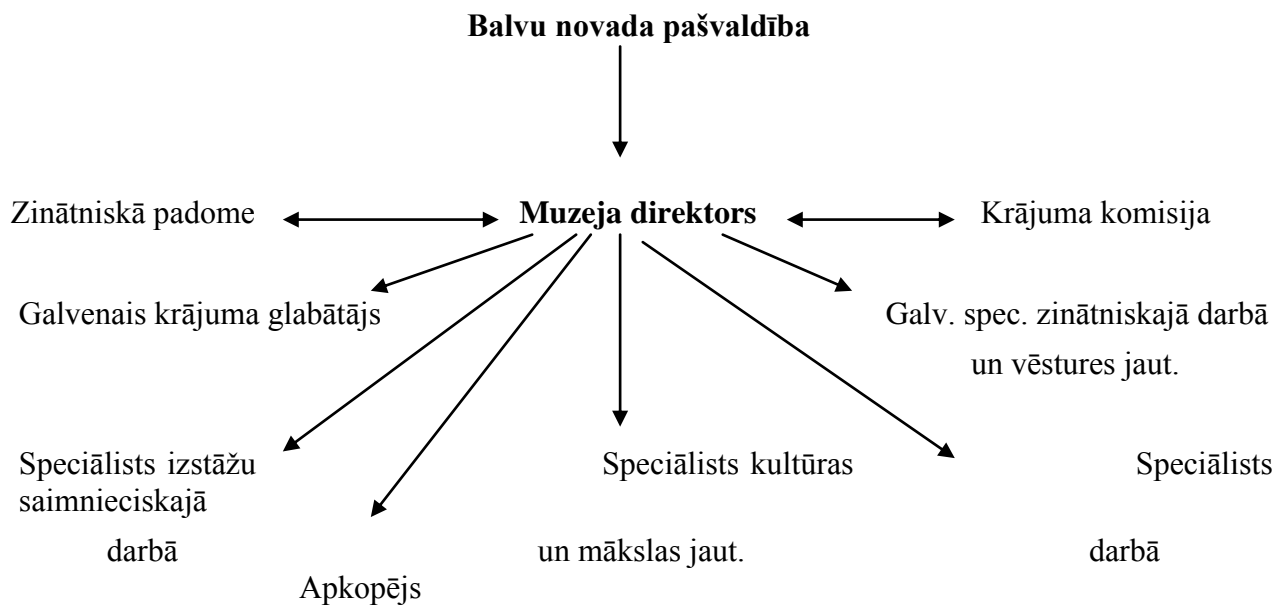 Balvu novada pašvaldība
Zinātniskā padome Muzeja direktors Krājuma komisija
Galvenais krājuma glabātājs Galv. spec. zinātniskajā darbā
un vēstures jaut.
Speciālists izstāžu Speciālists kultūras Speciālists
saimnieciskajā
darbā un mākslas jaut. darbā
Apkopējs